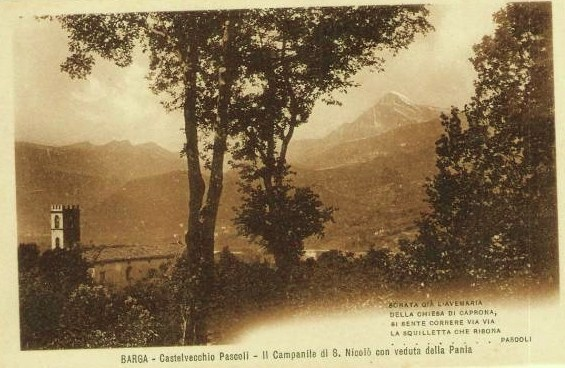 SONATA GIÀ L'AVEMARIA
DELLA CHIESA DI CAPRONA,
SI SENTE CORRERE VIA VIA
LA SQUILLETTA CHE RISONA
. . . . . . . . . . . . . . PASCOLI
BARGA - Castelvecchio Pascoli - Il Campanile di S. Nicolò con veduta della Pania